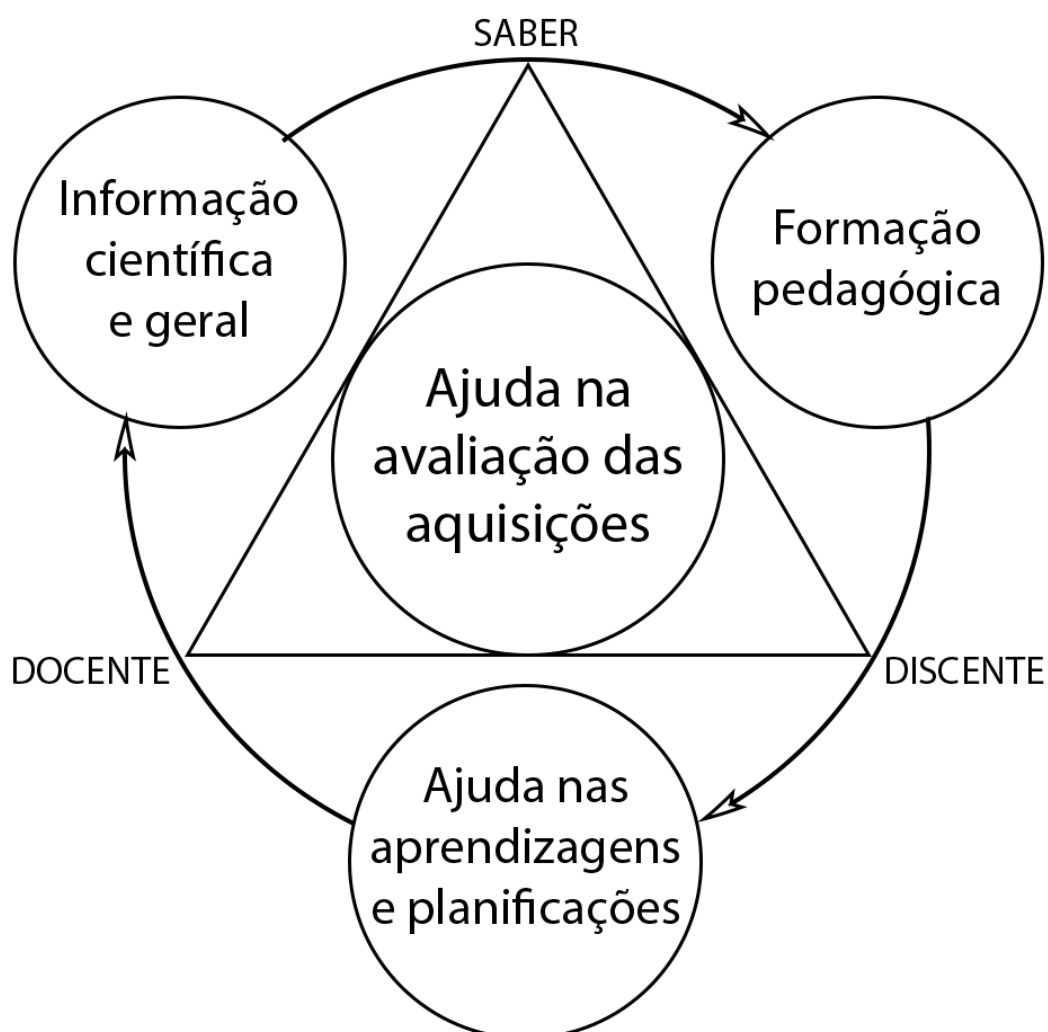 SABER
Informação
científica
e geral
Formação
pedagógica
Ajuda na
avaliação das
aquisições
DOCENTE
DISCENTE
Ajuda nas
aprendizagens
e planificações